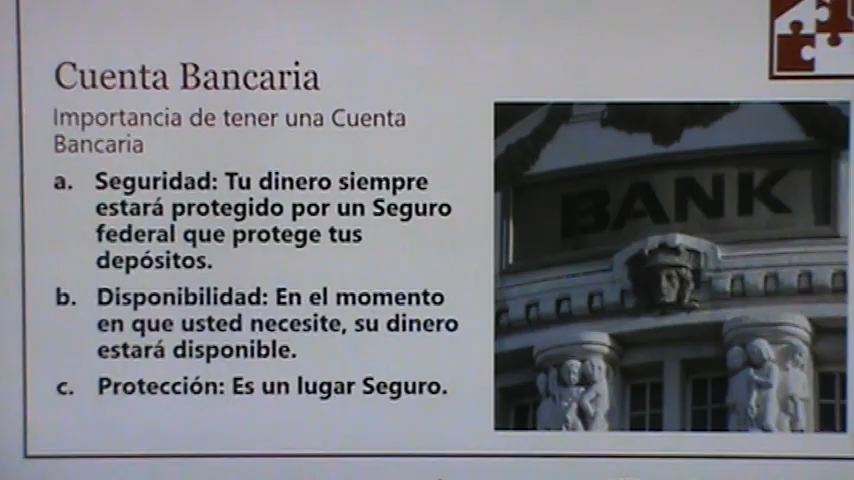 Cuenta Bancaria
Importancia de tener una Cuenta
Bancaria
a. Seguridad: Tu dinero siempre
estará protegido por un Seguro
federal que protege tus
depósitos.
b. Disponibilidad: En el momento
en que usted necesite, su dinero
estará disponible.
c. Protección: Es un lugar Seguro.
BANK